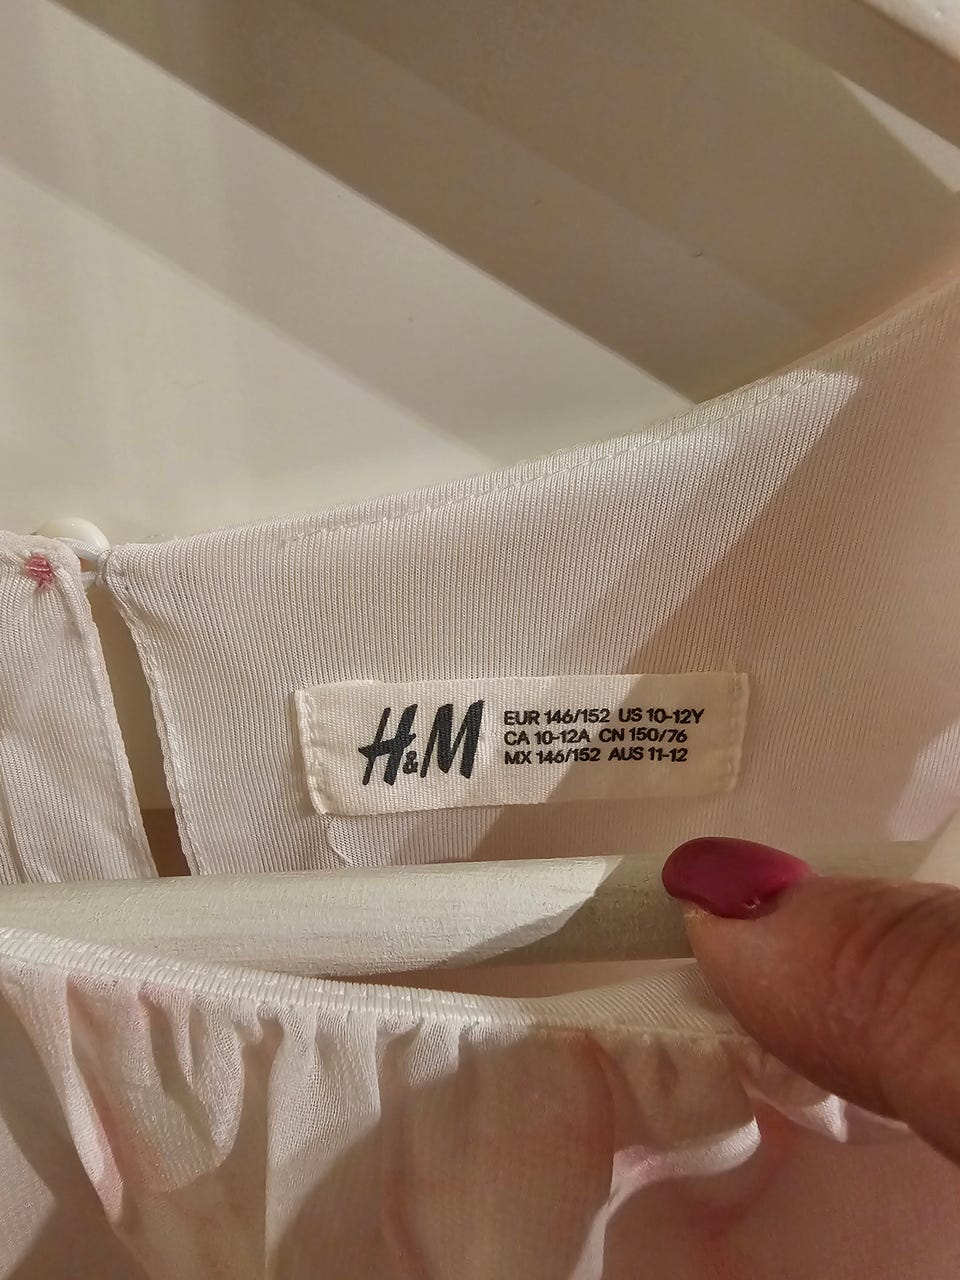 H&M
EUR 146/152 US 10-12Y
CA 10-12A CN 150/76
MX 146/152 AUS 11-12